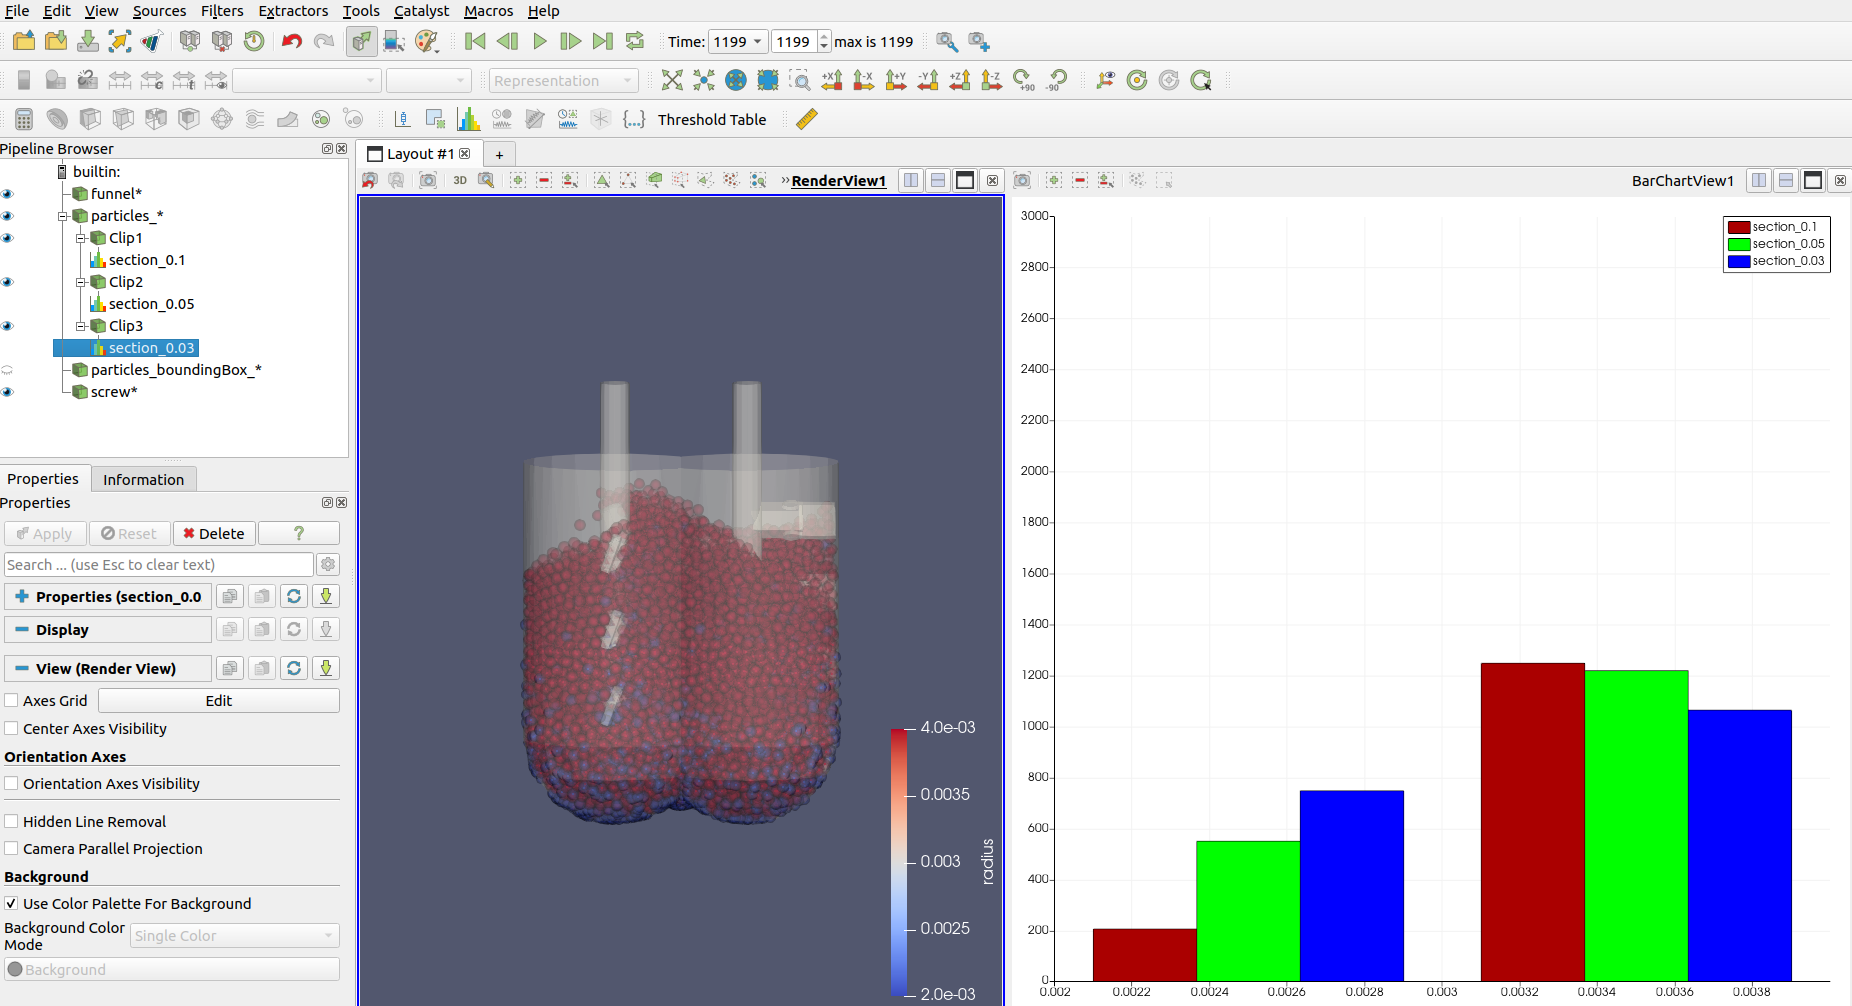 File Edit View Sources Filters Extractors Tools Catalyst Macros Help
Time: 1199 1199 max is 1199
Representation
+X -X +Y -Y +Z -Z +90 -90
Threshold Table
Pipeline Browser
builtin:
funnel*
particles_*
Clip1
section_0.1
Clip2
section_0.05
Clip3
section_0.03
particles_boundingBox_*
screw*
Properties Information
Properties
Apply Reset Delete ?
Search ... (use Esc to clear text)
Properties (section_0.0
Display
View (Render View)
Axes Grid Edit
Center Axes Visibility
Orientation Axes
Orientation Axes Visibility
Hidden Line Removal
Camera Parallel Projection
Background
Use Color Palette For Background
Background Color Mode Single Color
Background
Layout #1 +
3D » RenderView1
4.0e-03
0.0035
0.003
0.0025
2.0e-03
radius
BarChartView1
3000
2800
2600
2400
2200
2000
1800
1600
1400
1200
1000
800
600
400
200
0
0.002 0.0022 0.0024 0.0026 0.0028 0.003 0.0032 0.0034 0.0036 0.0038
section_0.1
section_0.05
section_0.03